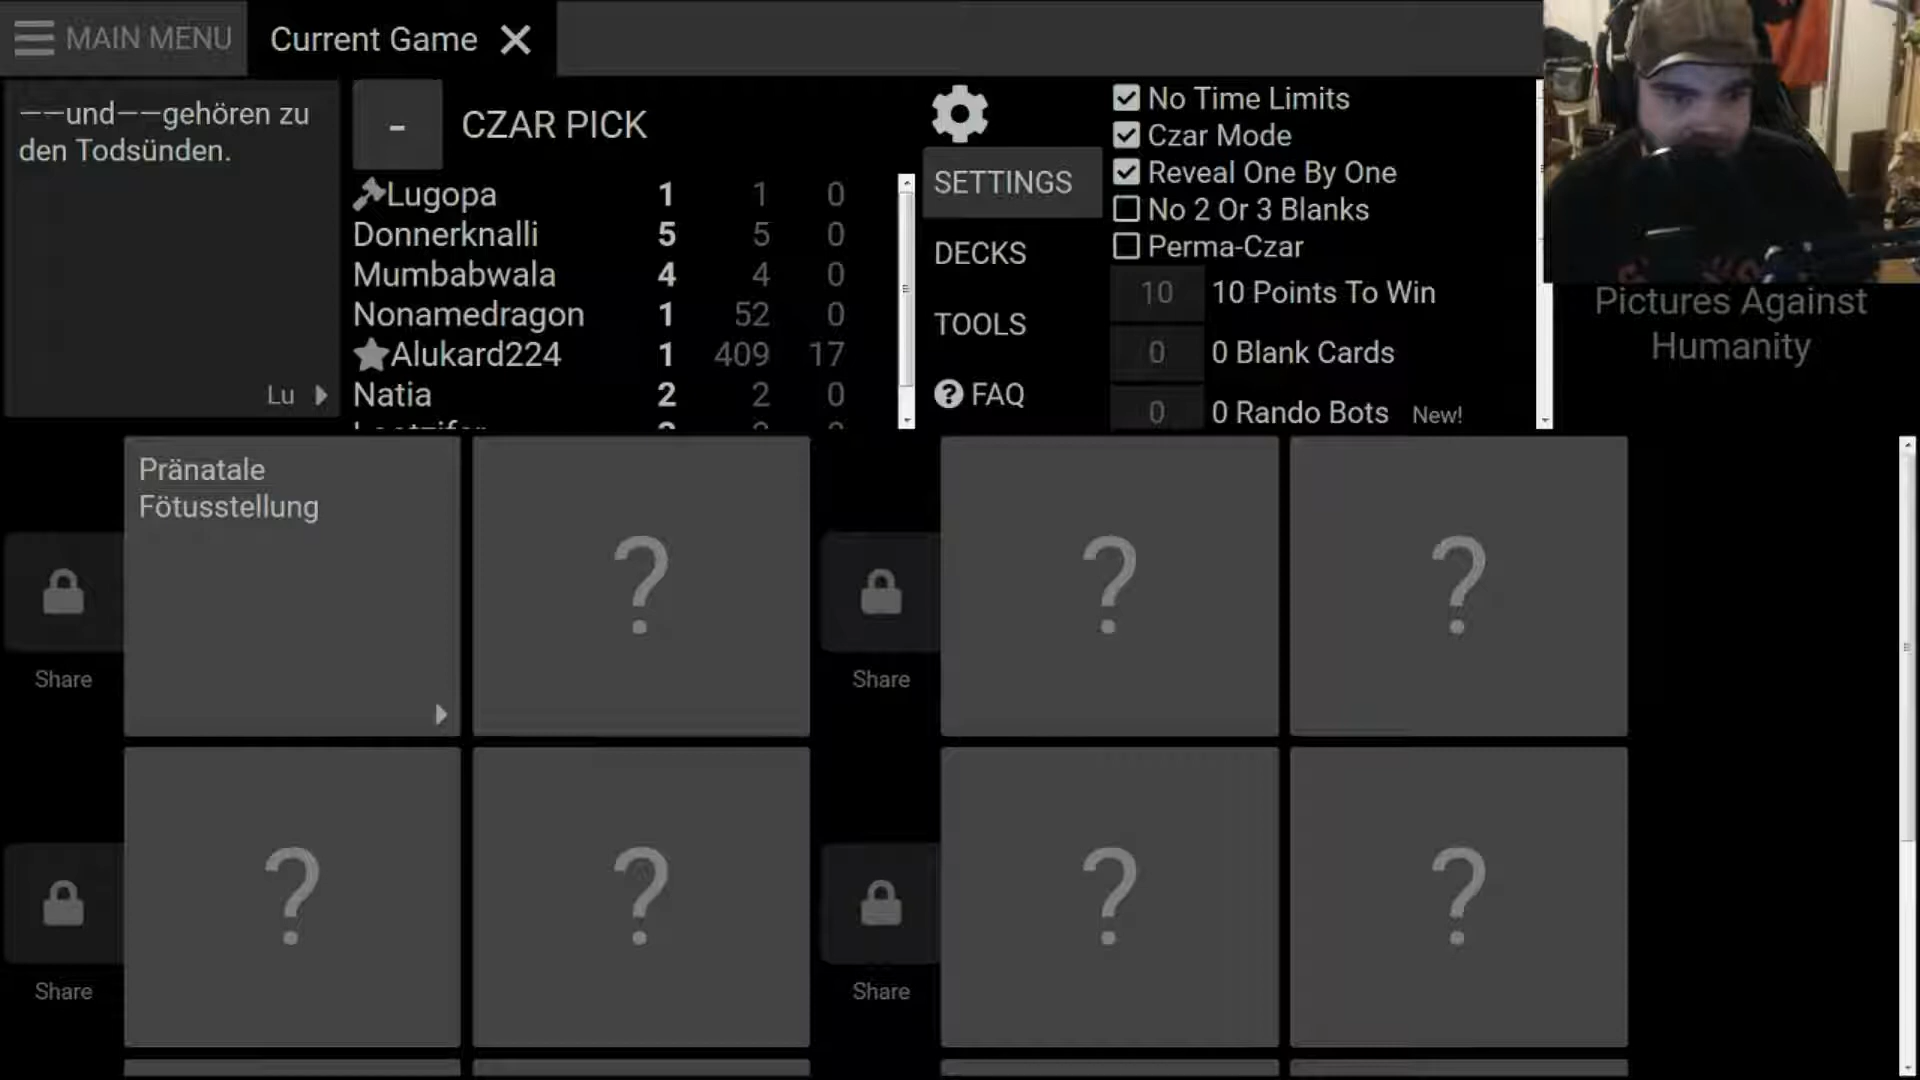 MAIN MENU
Current Game
——und——gehören zu
den Todsünden.
Lu
-
CZAR PICK
Lugopa 1 1 0
Donnerknalli 5 5 0
Mumbabwala 4 4 0
Nonamedragon 1 52 0
Alukard224 1 409 17
Natia 2 2 0
SETTINGS
DECKS
TOOLS
? FAQ
No Time Limits
Czar Mode
Reveal One By One
No 2 Or 3 Blanks
Perma-Czar
10 10 Points To Win
0 0 Blank Cards
0 0 Rando Bots New!
Pictures Against
Humanity
Pränatale
Fötusstellung
? ? ?
Share Share
? ? ? ?
Share Share